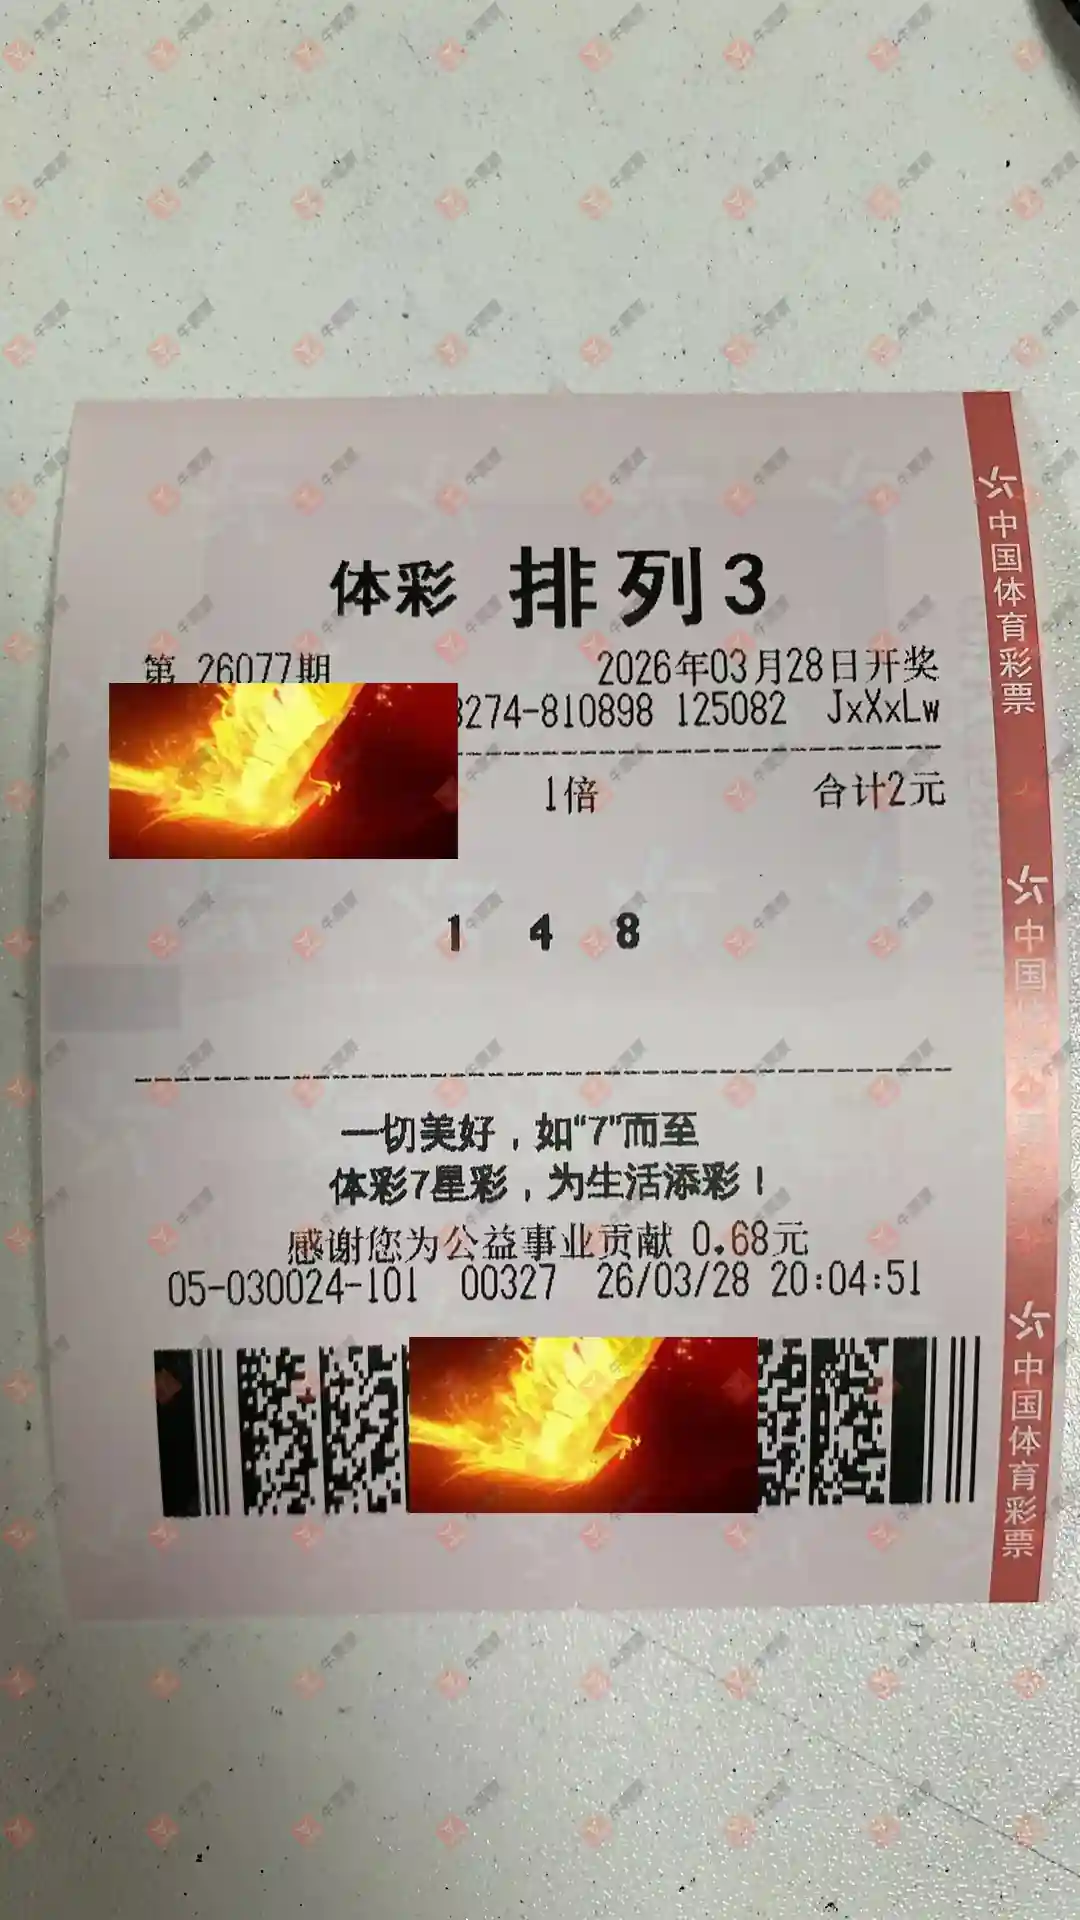 体彩 排列3
第 26077期 2026年03月28日开奖
3274-810898 125082 JxXxLw
1倍 合计2元
1 4 8
一切美好，如“7”而至
体彩7星彩，为生活添彩！
感谢您为公益事业贡献 0.68元
05-030024-101 00327 26/03/28 20:04:51
中国体育彩票
中国
中国体育彩票